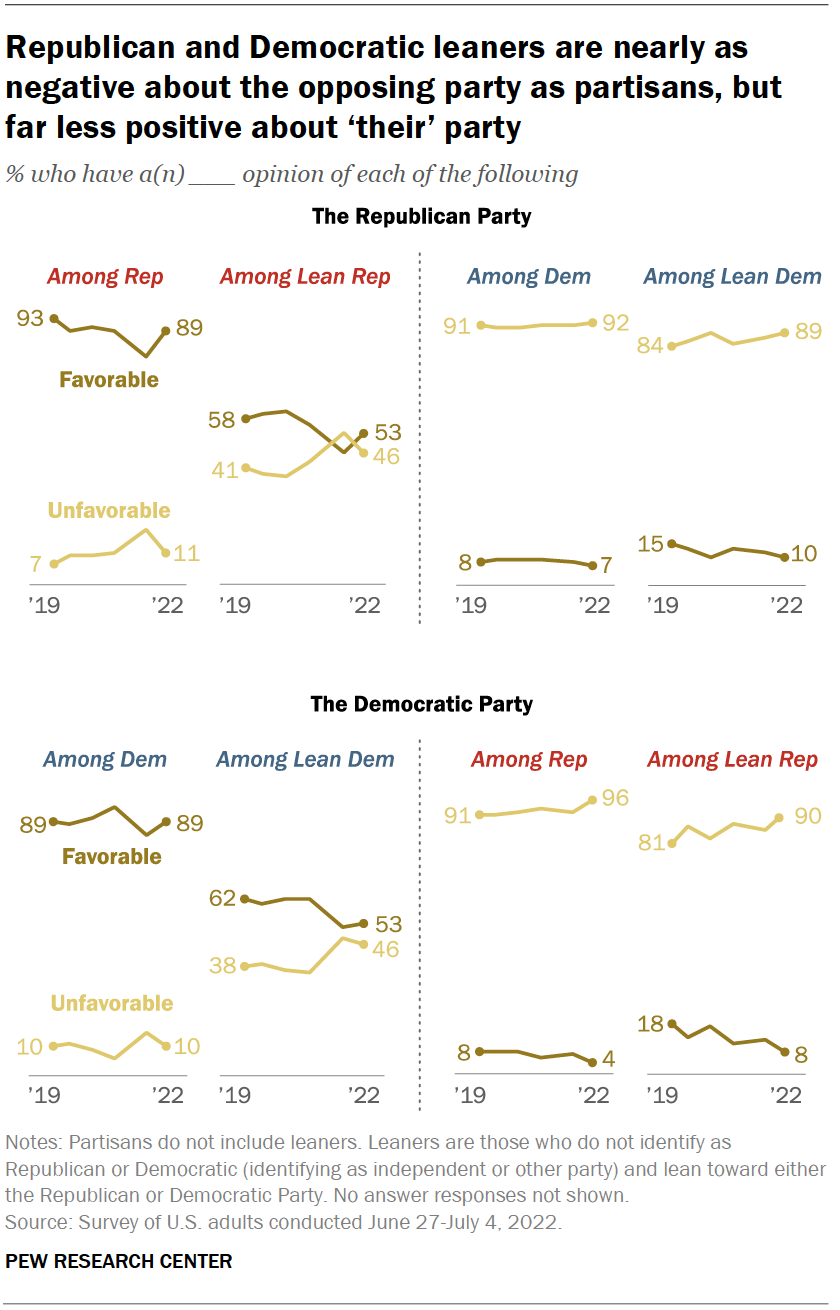 Republican and Democratic leaners are nearly as
negative about the opposing party as partisans, but
far less positive about ‘their’ party
% who have a(n) ____ opinion of each of the following
The Republican Party
Among Rep
Among Lean Rep
Among Dem
Among Lean Dem
93
89
Favorable
58
53
46
41
Unfavorable
7
11
91
92
84
89
8
7
15
10
’19
’22
’19
’22
’19
’22
’19
’22
The Democratic Party
Among Dem
Among Lean Dem
Among Rep
Among Lean Rep
89
89
Favorable
62
53
46
38
Unfavorable
10
10
91
96
81
90
8
4
18
8
’19
’22
’19
’22
’19
’22
’19
’22
Notes: Partisans do not include leaners. Leaners are those who do not identify as
Republican or Democratic (identifying as independent or other party) and lean toward either
the Republican or Democratic Party. No answer responses not shown.
Source: Survey of U.S. adults conducted June 27-July 4, 2022.
PEW RESEARCH CENTER